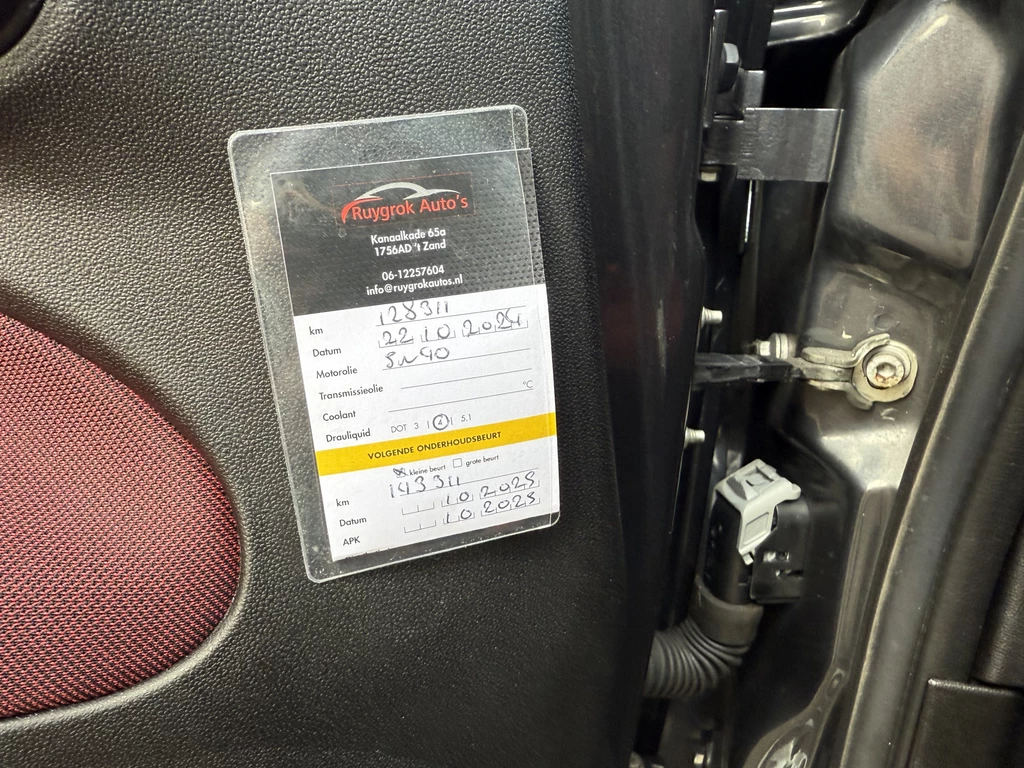 Ruygrok Auto's
Kanaalkade 65a
1756AD 't Zand
06-12257604
info@ruygrokautos.nl
km 128311
Datum 22 10 2024
Motorolie 5w40
Transmissieolie
Coolant °C
Drauliquid DOT 3 | 4 | 5.1
VOLGENDE ONDERHOUDSBEURT
kleine beurt grote beurt
km 143311
Datum 10 2025
APK 10 2025